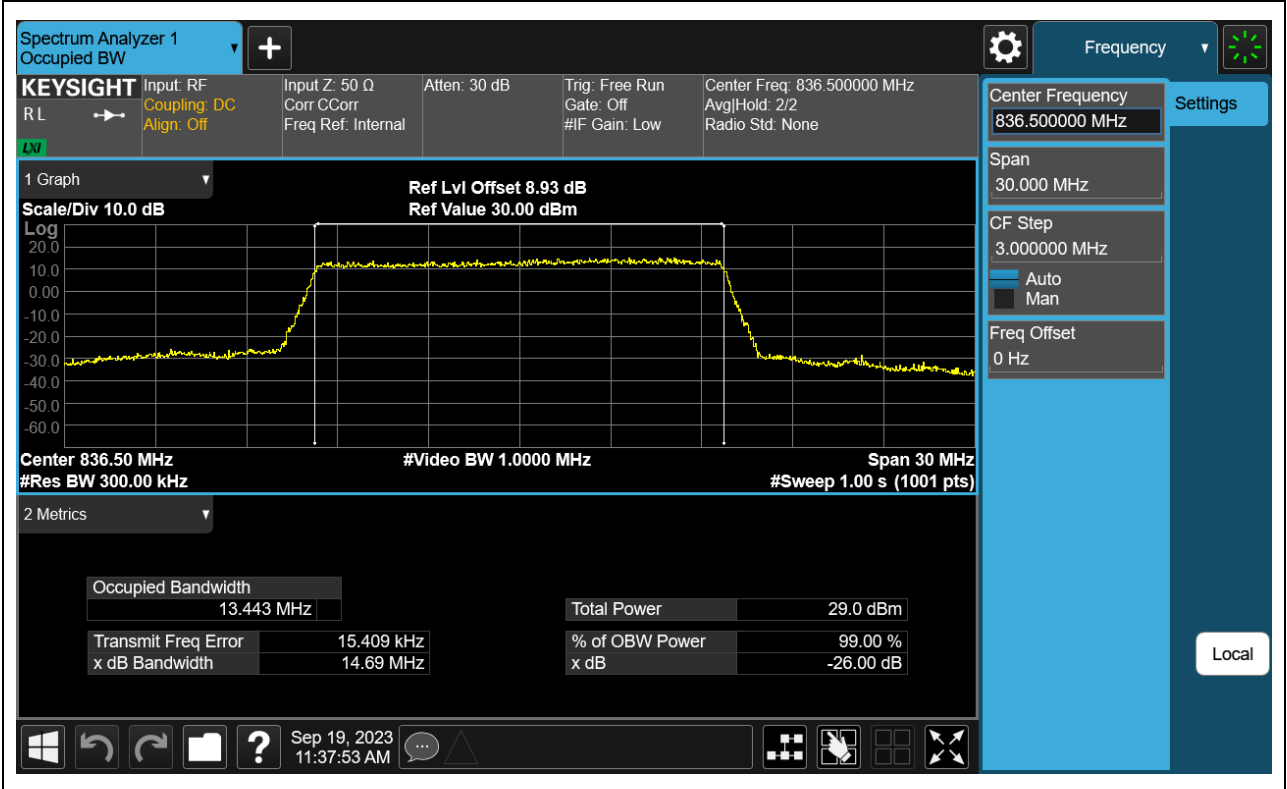 Spectrum Analyzer 1
Occupied BW
+
Frequency
KEYSIGHT
R L
LXI
Input: RF
Coupling: DC
Align: Off
Input Z: 50 Ω
Corr CCorr
Freq Ref: Internal
Atten: 30 dB
Trig: Free Run
Gate: Off
#IF Gain: Low
Center Freq: 836.500000 MHz
Avg|Hold: 2/2
Radio Std: None
Center Frequency
836.500000 MHz
Settings
Span
30.000 MHz
CF Step
3.000000 MHz
Auto
Man
Freq Offset
0 Hz
Local
1 Graph
Scale/Div 10.0 dB
Ref Lvl Offset 8.93 dB
Ref Value 30.00 dBm
Log
20.0
10.0
0.00
-10.0
-20.0
-30.0
-40.0
-50.0
-60.0
Center 836.50 MHz
#Video BW 1.0000 MHz
Span 30 MHz
#Res BW 300.00 kHz
#Sweep 1.00 s (1001 pts)
2 Metrics
Occupied Bandwidth
13.443 MHz
Total Power 29.0 dBm
Transmit Freq Error 15.409 kHz
% of OBW Power 99.00 %
x dB Bandwidth 14.69 MHz
x dB -26.00 dB
?
Sep 19, 2023
11:37:53 AM